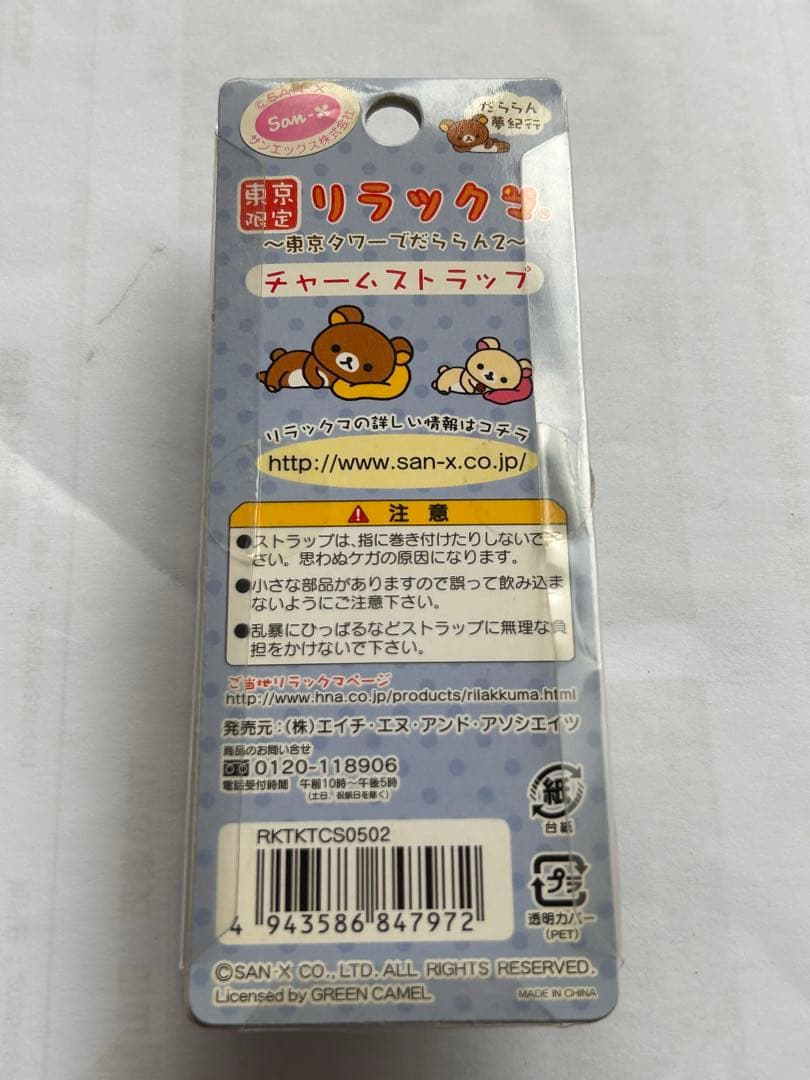 ©SAN-X
San-X
サンエックス株式会社
だららん
夢紀行
東京
限定
リラックマ®
～東京タワーでだららん2～
チャームストラップ
リラックマの詳しい情報はコチラ
http://www.san-x.co.jp/
注意
●ストラップは、指に巻き付けたりしないで下
さい。思わぬケガの原因になります。
●小さな部品がありますので誤って飲み込ま
ないようにご注意下さい。
●乱暴にひっぱるなどストラップに無理な負
担をかけないで下さい。
ご当地リラックマページ
http://www.hna.co.jp/products/rilakkuma.html
発売元：(株)エイチ・エヌ・アンド・アソシエイツ
商品のお問い合せ
0120-118906
電話受付時間 午前10時～午後5時
(土日、祝祭日を除く)
紙
台紙
RKTKTCS0502
4 943586 847972
プラ
透明カバー
(PET)
©SAN-X CO., LTD. ALL RIGHTS RESERVED.
Licensed by GREEN CAMEL
MADE IN CHINA